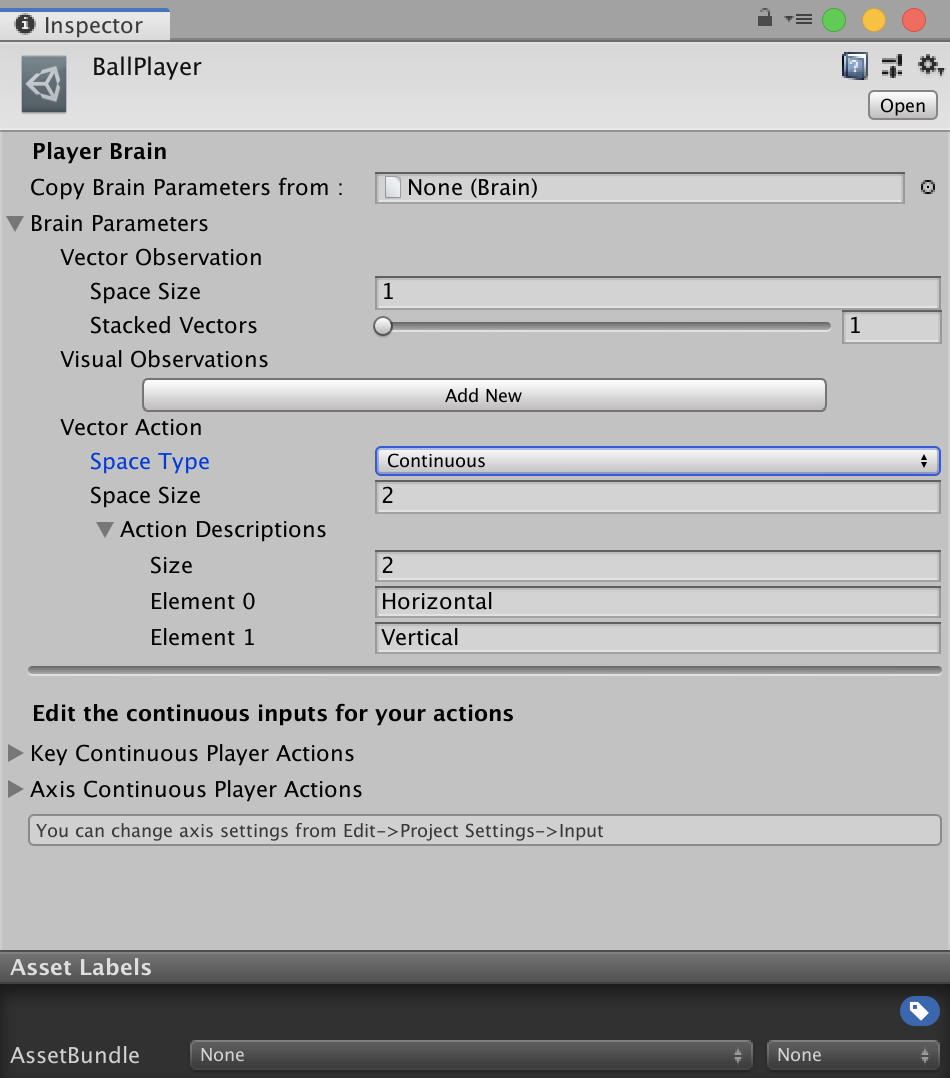 Inspector
BallPlayer
Open
Player Brain
Copy Brain Parameters from : None (Brain)
Brain Parameters
Vector Observation
Space Size 1
Stacked Vectors 1
Visual Observations
Add New
Vector Action
Space Type Continuous
Space Size 2
Action Descriptions
Size 2
Element 0 Horizontal
Element 1 Vertical
Edit the continuous inputs for your actions
Key Continuous Player Actions
Axis Continuous Player Actions
You can change axis settings from Edit->Project Settings->Input
Asset Labels
AssetBundle None None